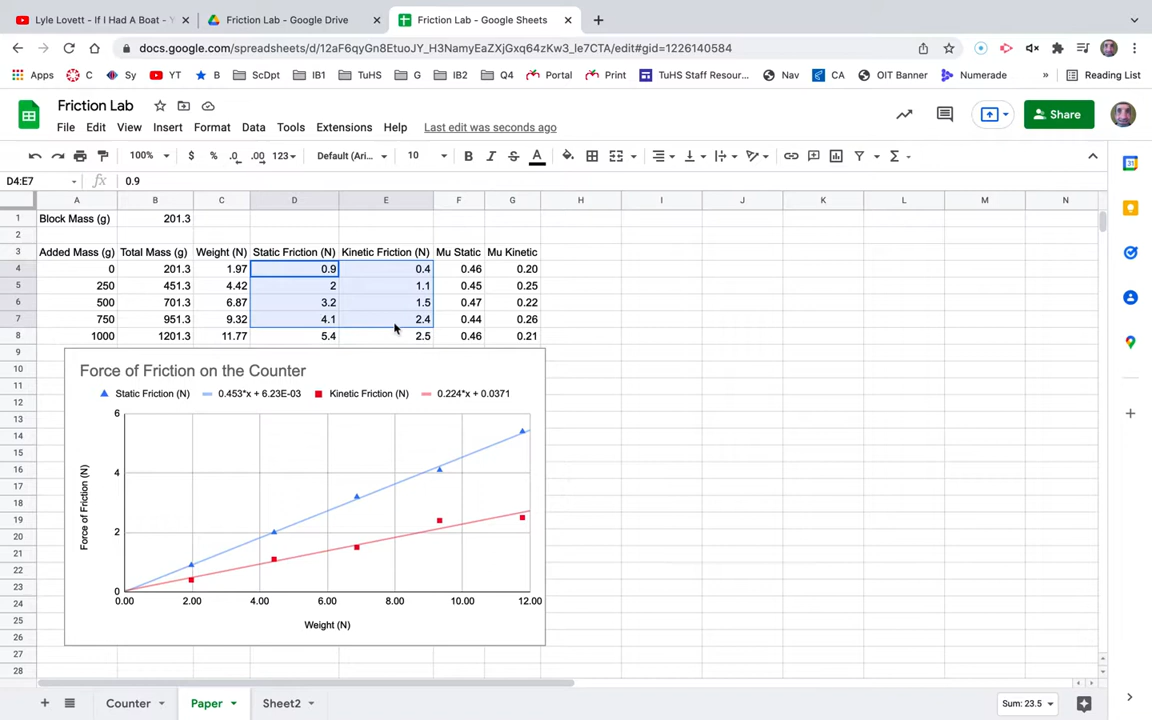 Lyle Lovett - If I Had A Boat - Y
Friction Lab - Google Drive
Friction Lab - Google Sheets
docs.google.com/spreadsheets/d/12aF6qyGn8EtuoJY_H3NamyEaZXjGxq64zKw3_le7CTA/edit#gid=1226140584
Apps C Sy YT B ScDpt IB1 TuHS G IB2 Q4 Portal Print TuHS Staff Resour... Nav CA OIT Banner Numerade » Reading List
Friction Lab
File Edit View Insert Format Data Tools Extensions Help Last edit was seconds ago
Share
100% $ % .0 .00 123 Default (Ari... 10 B I S A
D4:E7 fx 0.9
A B C D E F G H I J K L M N
1 Block Mass (g) 201.3
2
3 Added Mass (g) Total Mass (g) Weight (N) Static Friction (N) Kinetic Friction (N) Mu Static Mu Kinetic
4 0 201.3 1.97 0.9 0.4 0.46 0.20
5 250 451.3 4.42 2 1.1 0.45 0.25
6 500 701.3 6.87 3.2 1.5 0.47 0.22
7 750 951.3 9.32 4.1 2.4 0.44 0.26
8 1000 1201.3 11.77 5.4 2.5 0.46 0.21
9
10
11
12
13
14
15
16
17
18
19
20
21
22
23
24
25
26
27
28
Force of Friction on the Counter
Static Friction (N) 0.453*x + 6.23E-03 Kinetic Friction (N) 0.224*x + 0.0371
6
4
2
0
Force of Friction (N)
0.00 2.00 4.00 6.00 8.00 10.00 12.00
Weight (N)
Counter Paper Sheet2
Sum: 23.5
31